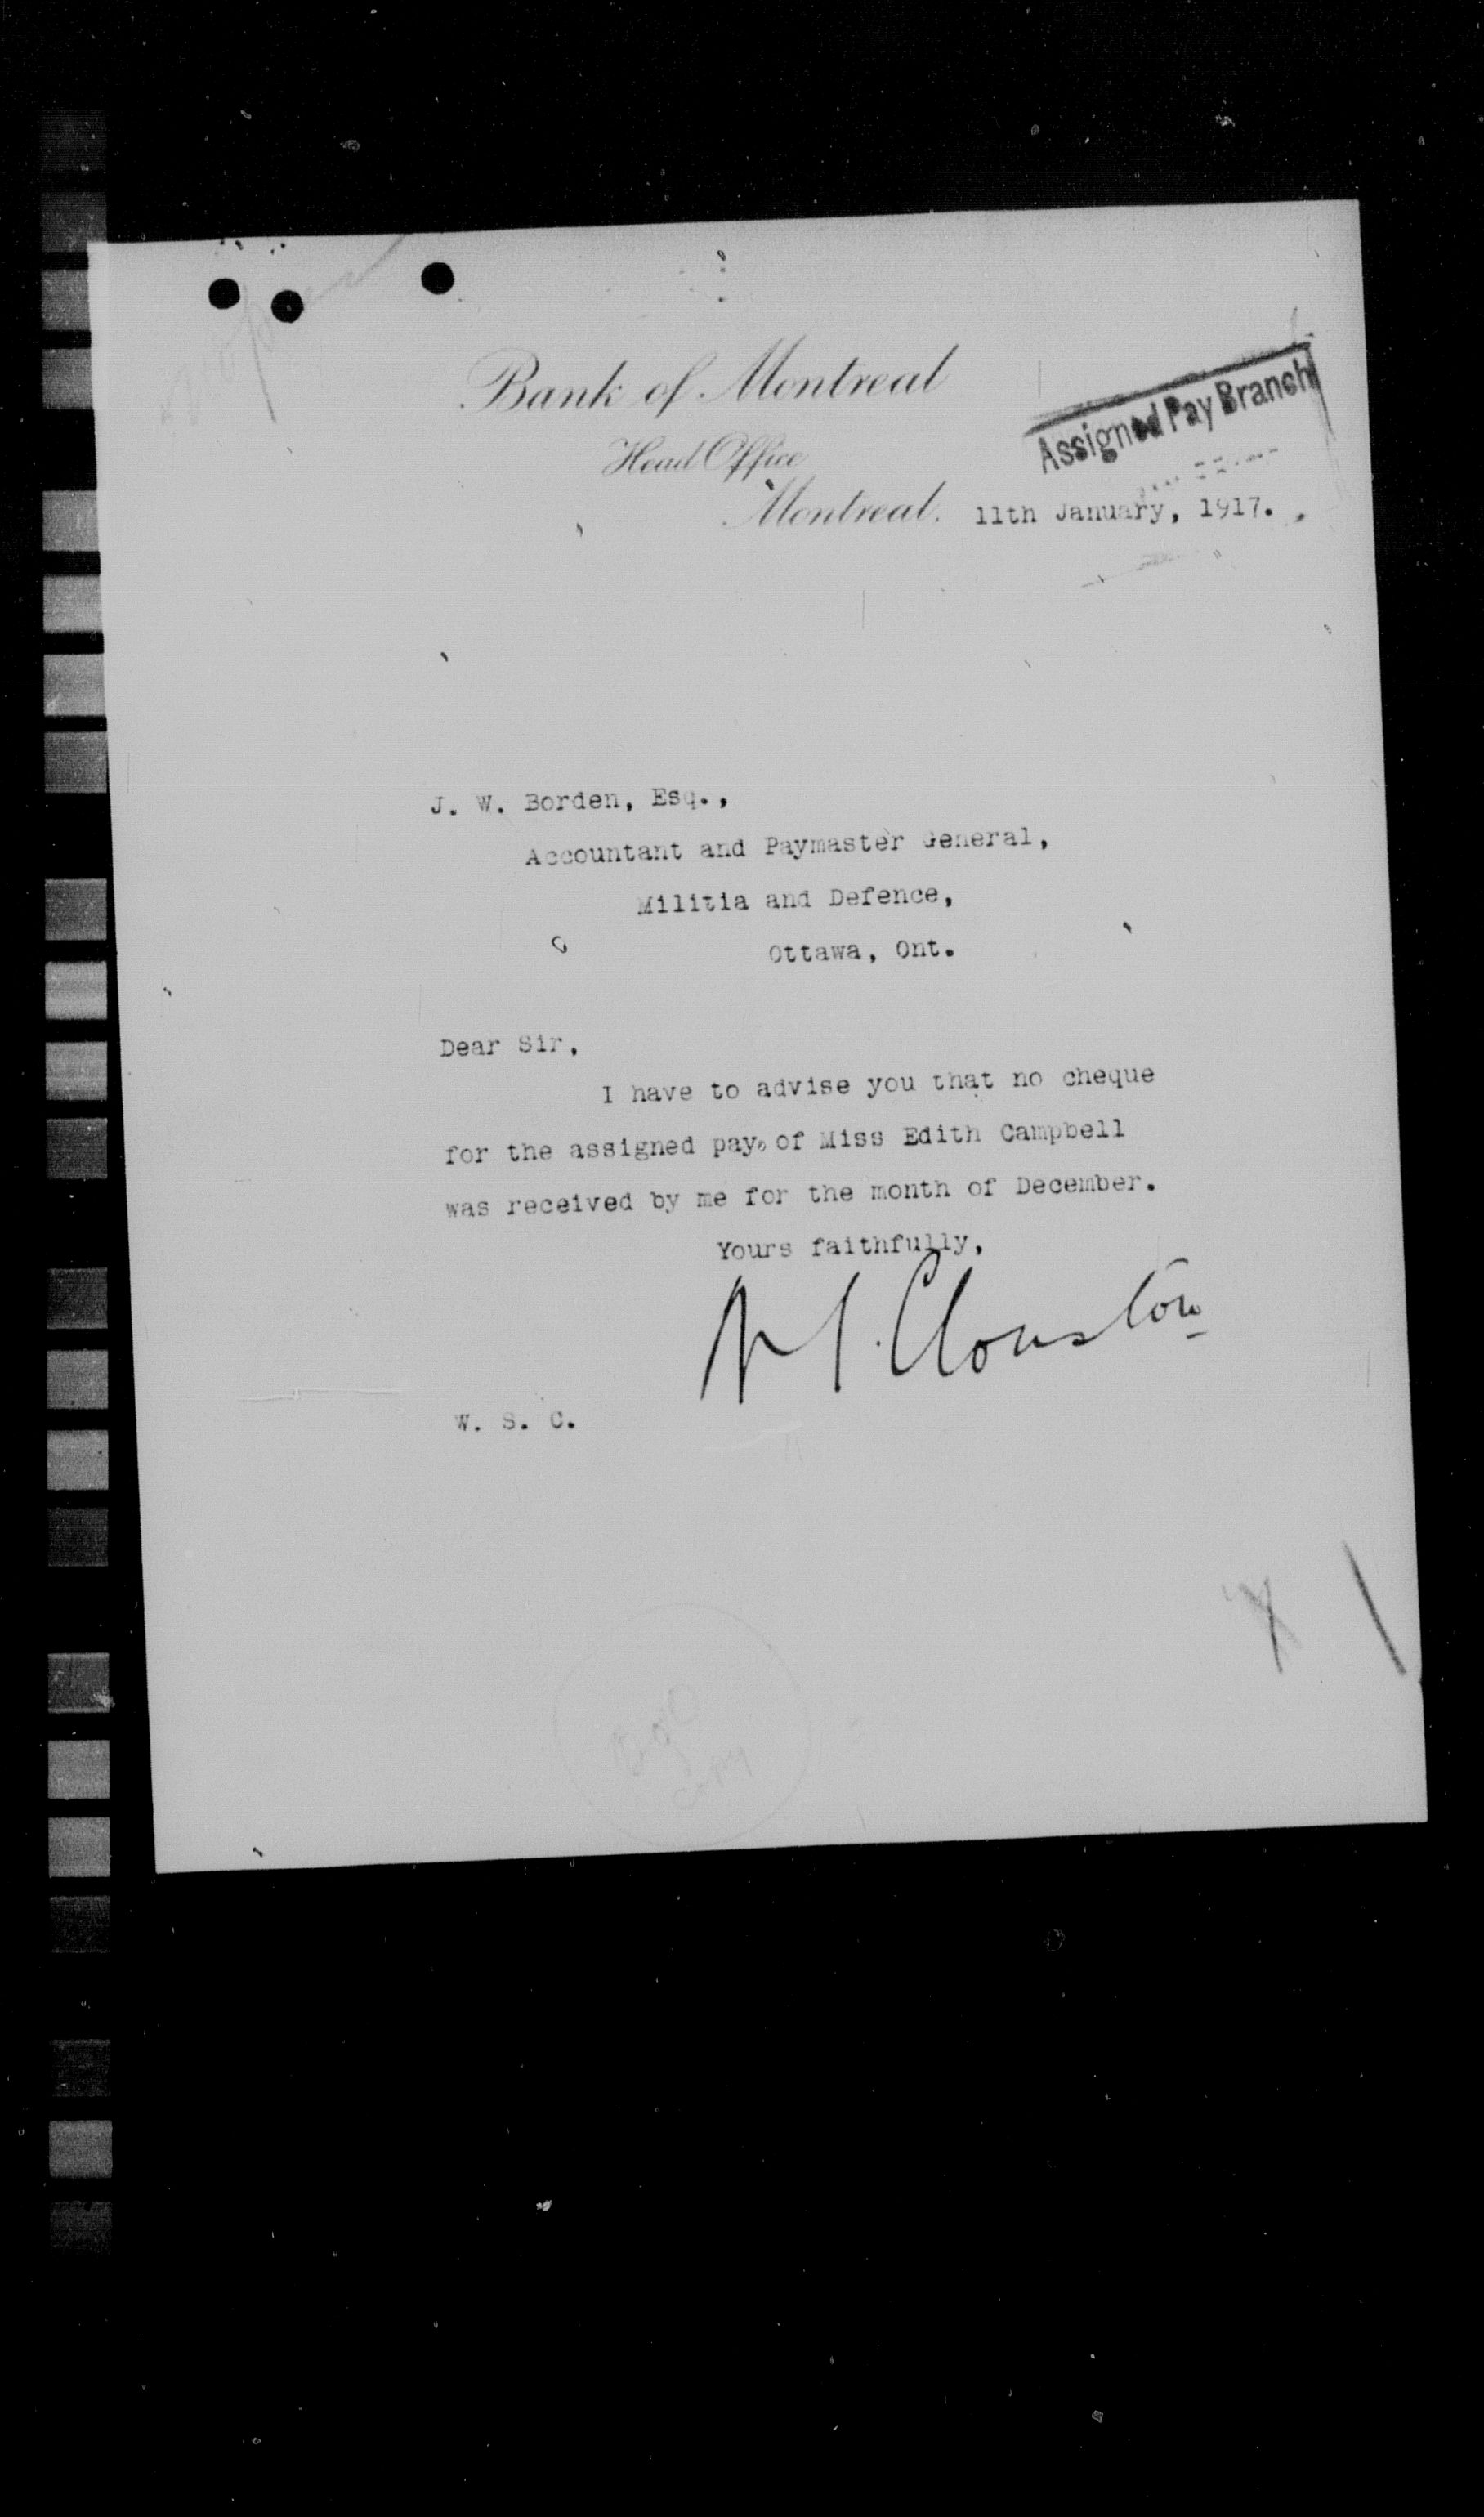 Bank of Montreal
Head Office
Assigned Pay Branch
Montreal. 11th January, 1917.
J. W. Borden, Esq.,
Accountant and Paymaster General,
Militia and Defence,
Ottawa, Ont.
Dear Sir,
I have to advise you that no cheque
for the assigned pay of Miss Edith Campbell
was received by me for the month of December.
Yours faithfully,
Clouston
W. S. C.